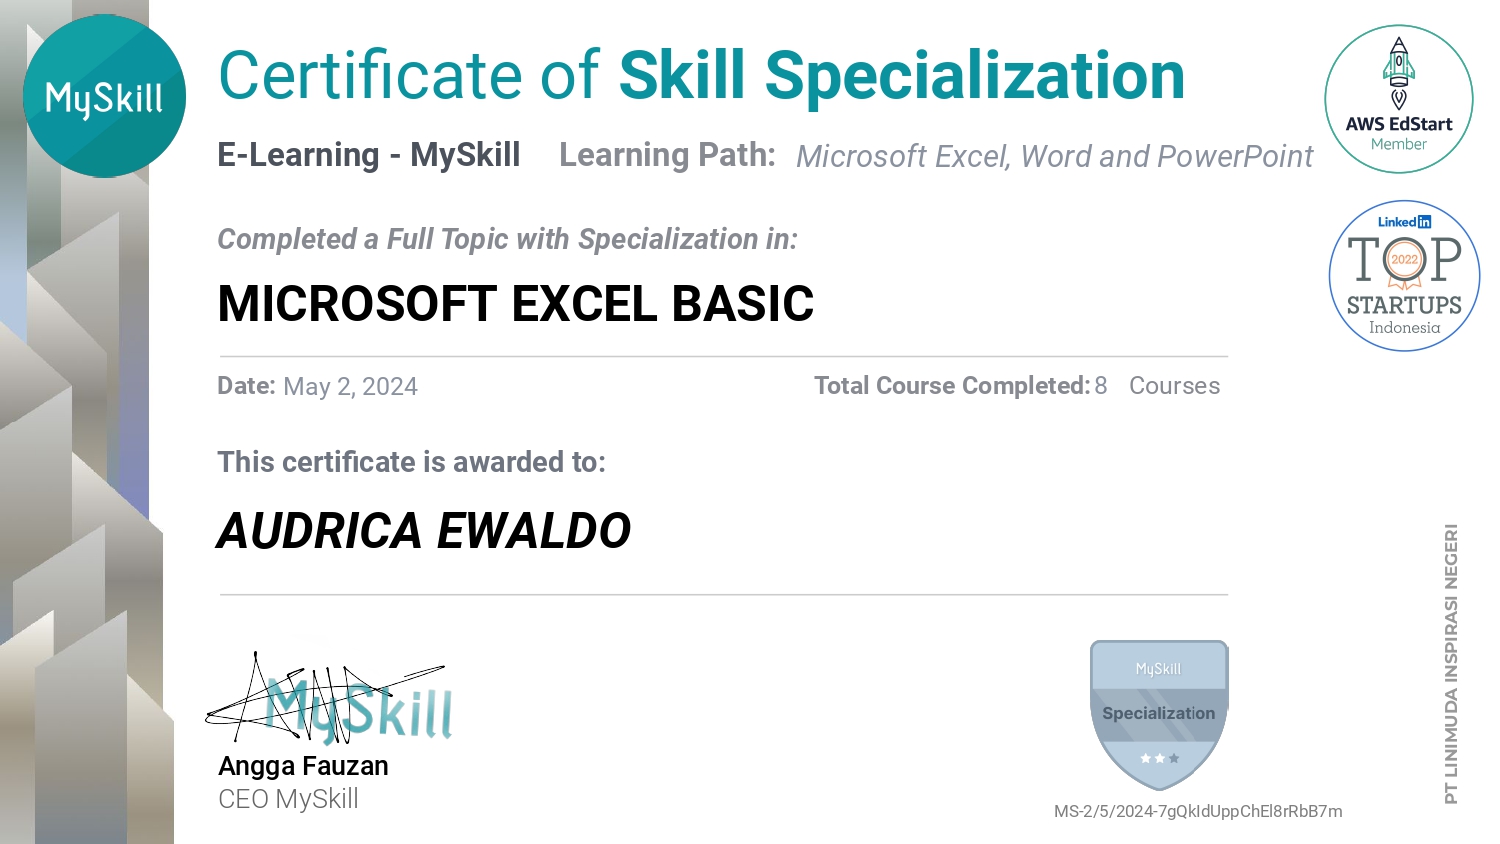 MySkill
Certificate of Skill Specialization
E-Learning - MySkill Learning Path: Microsoft Excel, Word and PowerPoint
AWS EdStart
Member
Completed a Full Topic with Specialization in:
MICROSOFT EXCEL BASIC
LinkedIn
TOP
2022
STARTUPS
Indonesia
Date: May 2, 2024 Total Course Completed: 8 Courses
This certificate is awarded to:
AUDRICA EWALDO
MySkill
Angga Fauzan
CEO MySkill
MySkill
Specialization
MS-2/5/2024-7gQkIdUppChEl8rRbB7m
PT LINIMUDA INSPIRASI NEGERI